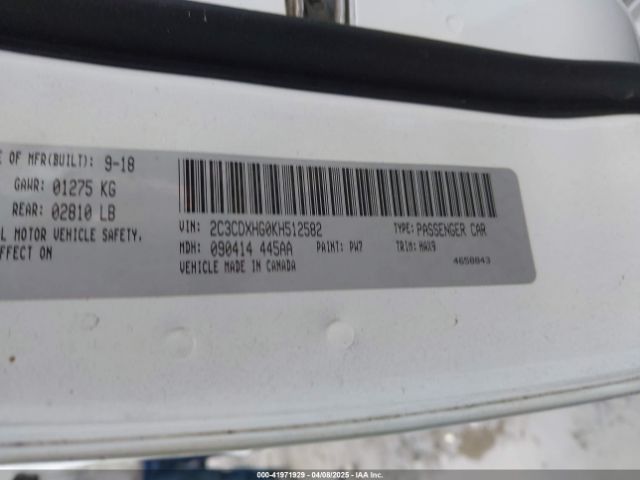 E OF MFR(BUILT): 9-18
GAWR: 01275 KG
REAR: 02810 LB
L MOTOR VEHICLE SAFETY,
EFFECT ON
VIN: 2C3CDXHG0KH512582
TYPE: PASSENGER CAR
MDH: 090414 445AA
PAINT: PW7
TRIM: HAX9
VEHICLE MADE IN CANADA
4658843
000-41971929 - 04/08/2025 - © IAA, Inc.